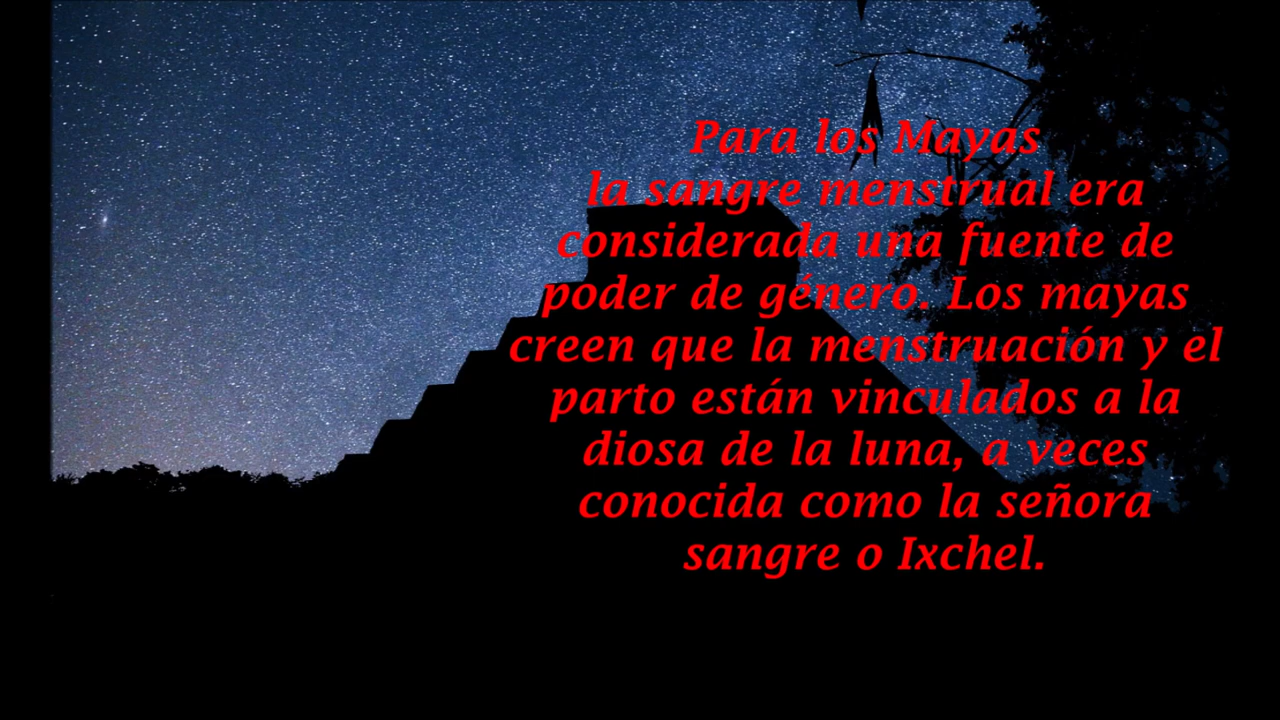 Para los Mayas
la sangre menstrual era
considerada una fuente de
poder de género. Los mayas
creen que la menstruación y el
parto están vinculados a la
diosa de la luna, a veces
conocida como la señora
sangre o Ixchel.